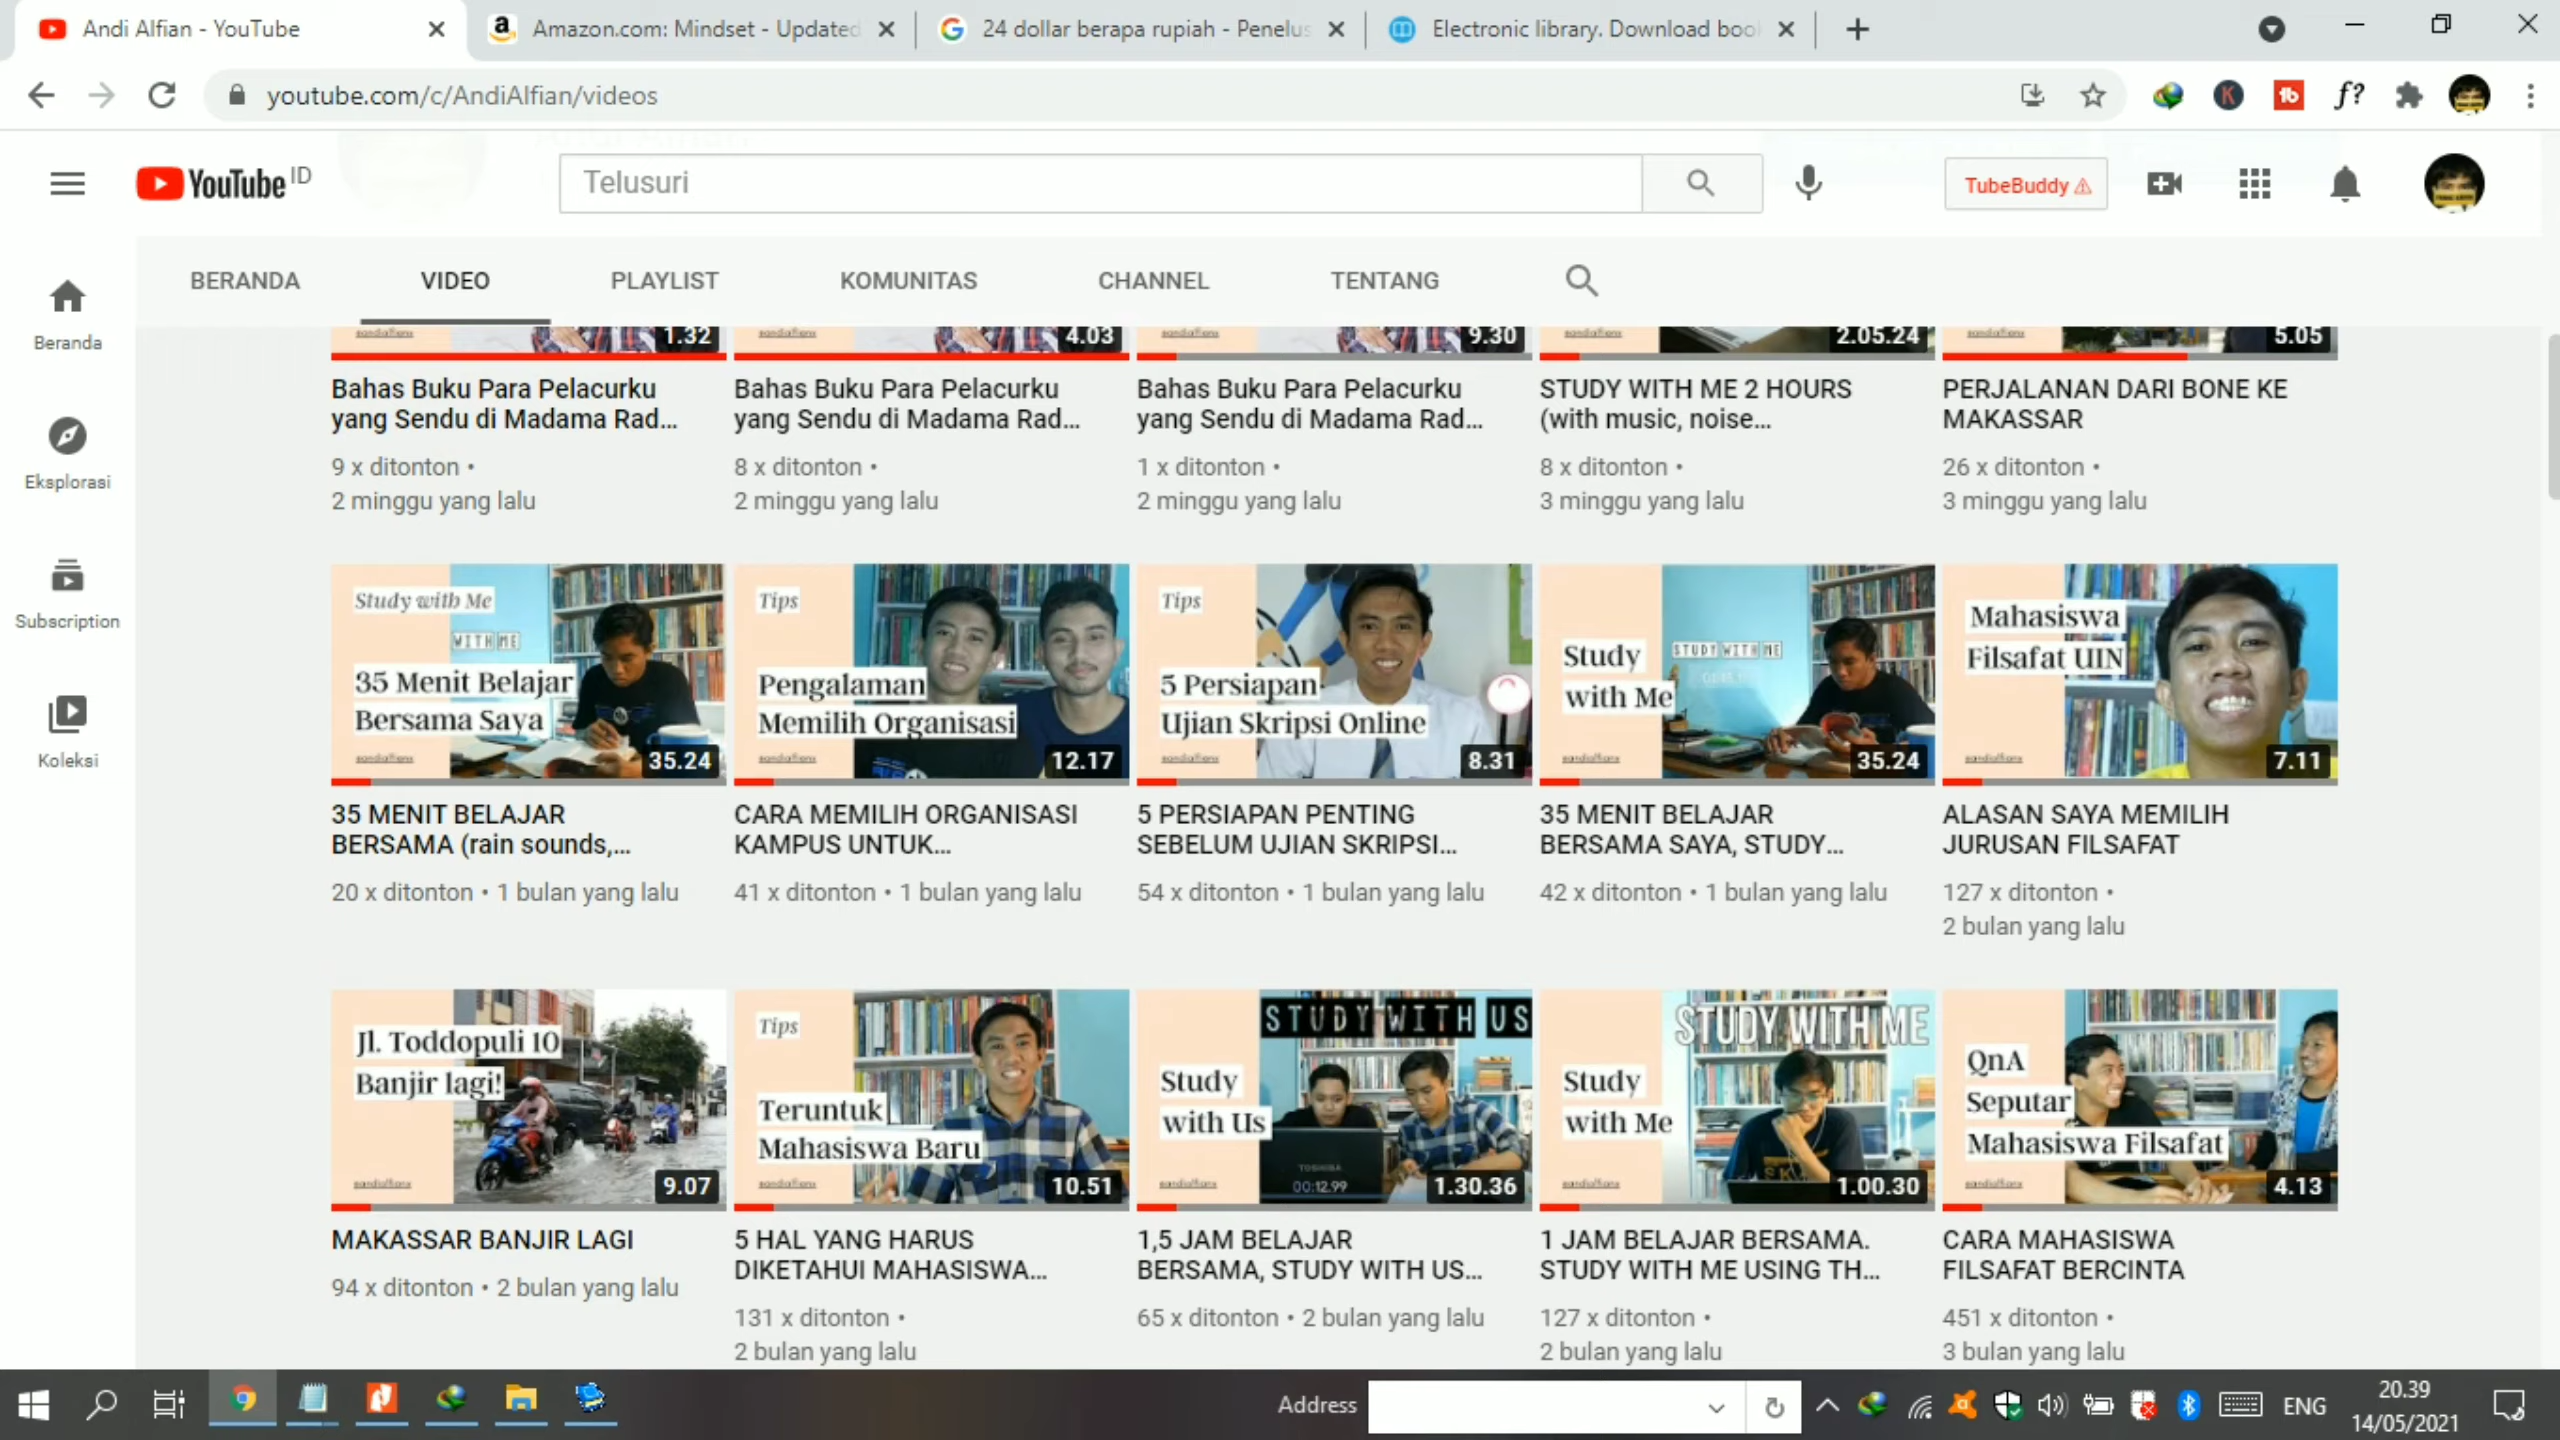 Andi Alfian - YouTube
Amazon.com: Mindset - Updated
24 dollar berapa rupiah - Penelus
Electronic library. Download boo
youtube.com/c/AndiAlfian/videos
YouTube ID
Telusuri
TubeBuddy
BERANDA VIDEO PLAYLIST KOMUNITAS CHANNEL TENTANG
Beranda
Eksplorasi
Subscription
Koleksi
1.32
4.03
9.30
2.05.24
5.05
Bahas Buku Para Pelacurku
yang Sendu di Madama Rad...
9 x ditonton •
2 minggu yang lalu
Bahas Buku Para Pelacurku
yang Sendu di Madama Rad...
8 x ditonton •
2 minggu yang lalu
Bahas Buku Para Pelacurku
yang Sendu di Madama Rad...
1 x ditonton •
2 minggu yang lalu
STUDY WITH ME 2 HOURS
(with music, noise...
8 x ditonton •
3 minggu yang lalu
PERJALANAN DARI BONE KE
MAKASSAR
26 x ditonton •
3 minggu yang lalu
Study with Me
WITH ME
35 Menit Belajar
Bersama Saya
35.24
35 MENIT BELAJAR
BERSAMA (rain sounds,...
20 x ditonton • 1 bulan yang lalu
Tips
Pengalaman
Memilih Organisasi
12.17
CARA MEMILIH ORGANISASI
KAMPUS UNTUK...
41 x ditonton • 1 bulan yang lalu
Tips
5 Persiapan
Ujian Skripsi Online
8.31
5 PERSIAPAN PENTING
SEBELUM UJIAN SKRIPSI...
54 x ditonton • 1 bulan yang lalu
STUDY WITH ME
Study
with Me
35.24
35 MENIT BELAJAR
BERSAMA SAYA, STUDY...
42 x ditonton • 1 bulan yang lalu
Mahasiswa
Filsafat UIN
7.11
ALASAN SAYA MEMILIH
JURUSAN FILSAFAT
127 x ditonton •
2 bulan yang lalu
Jl. Toddopuli 10
Banjir lagi!
9.07
MAKASSAR BANJIR LAGI
94 x ditonton • 2 bulan yang lalu
Tips
Teruntuk
Mahasiswa Baru
10.51
5 HAL YANG HARUS
DIKETAHUI MAHASISWA...
131 x ditonton •
2 bulan yang lalu
STUDY WITH US
Study
with Us
TOSHIBA
00:12.99
1.30.36
1,5 JAM BELAJAR
BERSAMA, STUDY WITH US...
65 x ditonton • 2 bulan yang lalu
STUDY WITH ME
Study
with Me
1.00.30
1 JAM BELAJAR BERSAMA.
STUDY WITH ME USING TH...
127 x ditonton •
2 bulan yang lalu
QnA
Seputar
Mahasiswa Filsafat
4.13
CARA MAHASISWA
FILSAFAT BERCINTA
451 x ditonton •
3 bulan yang lalu
Address
ENG
20.39
14/05/2021